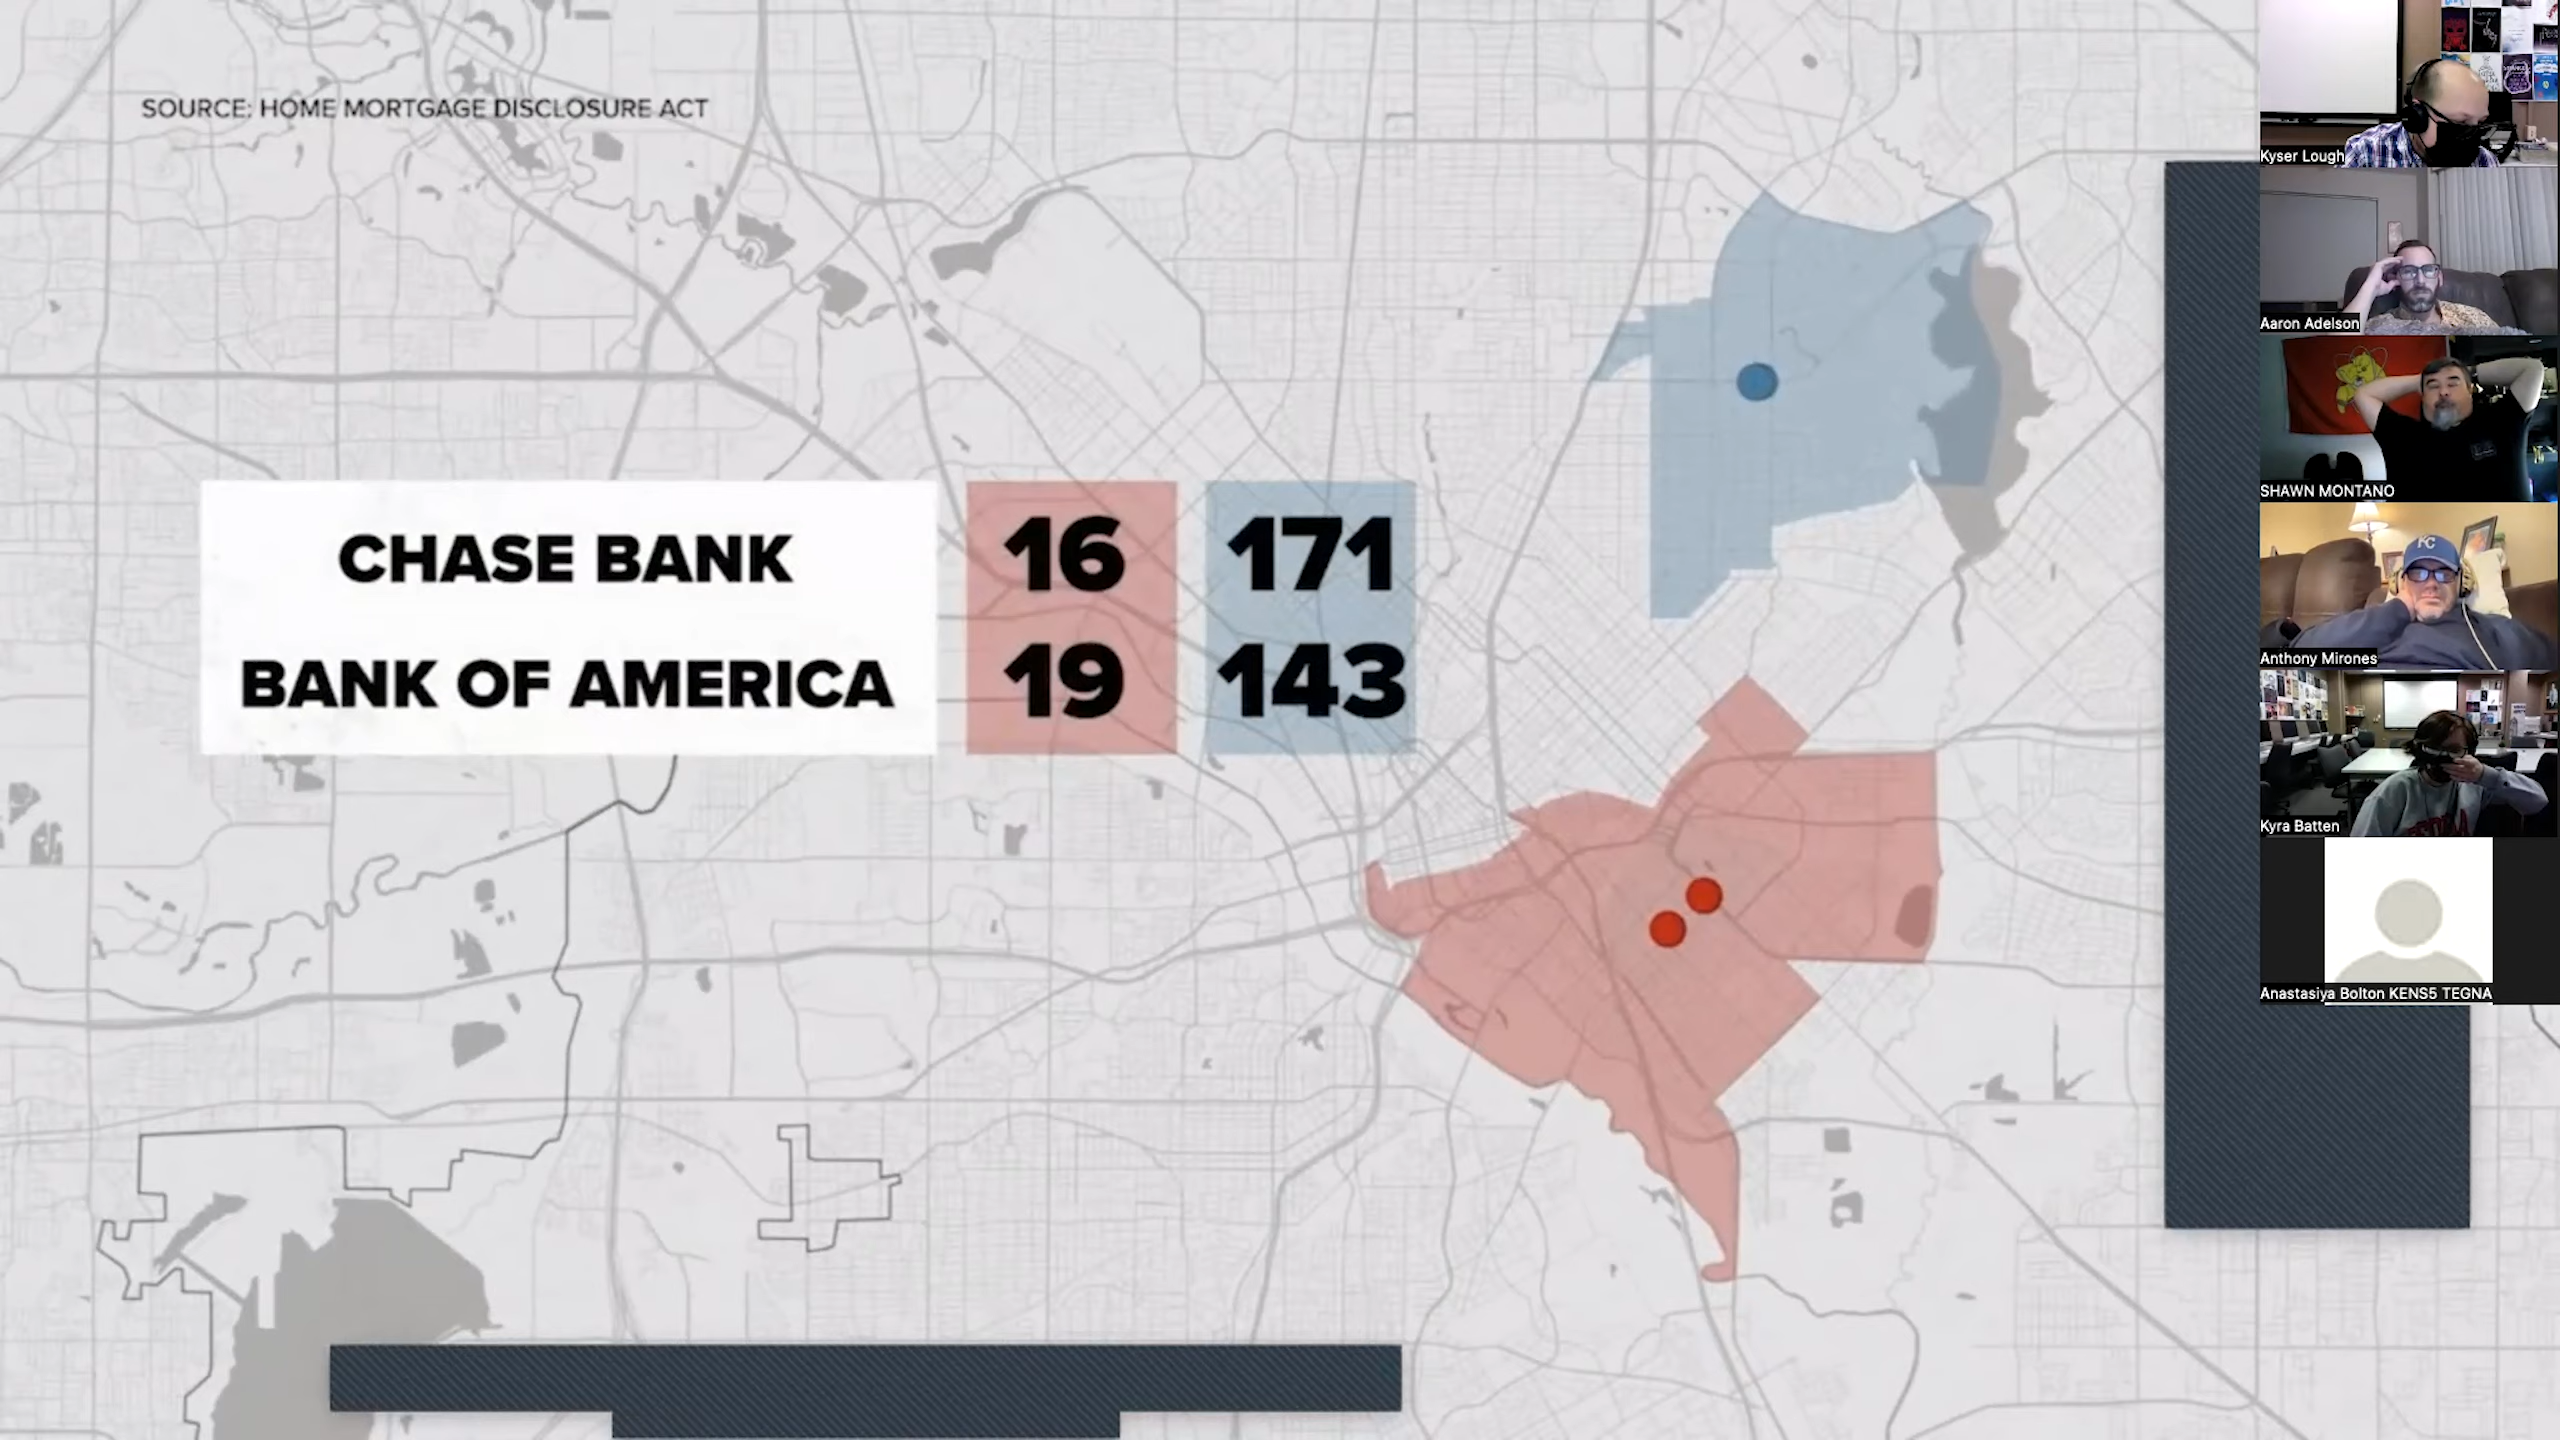 SOURCE: HOME MORTGAGE DISCLOSURE ACT
CHASE BANK 16 171
BANK OF AMERICA 19 143
Kyser Lough
Aaron Adelson
SHAWN MONTANO
KC
Anthony Mirones
Kyra Batten
Anastasiya Bolton KENS5 TEGNA